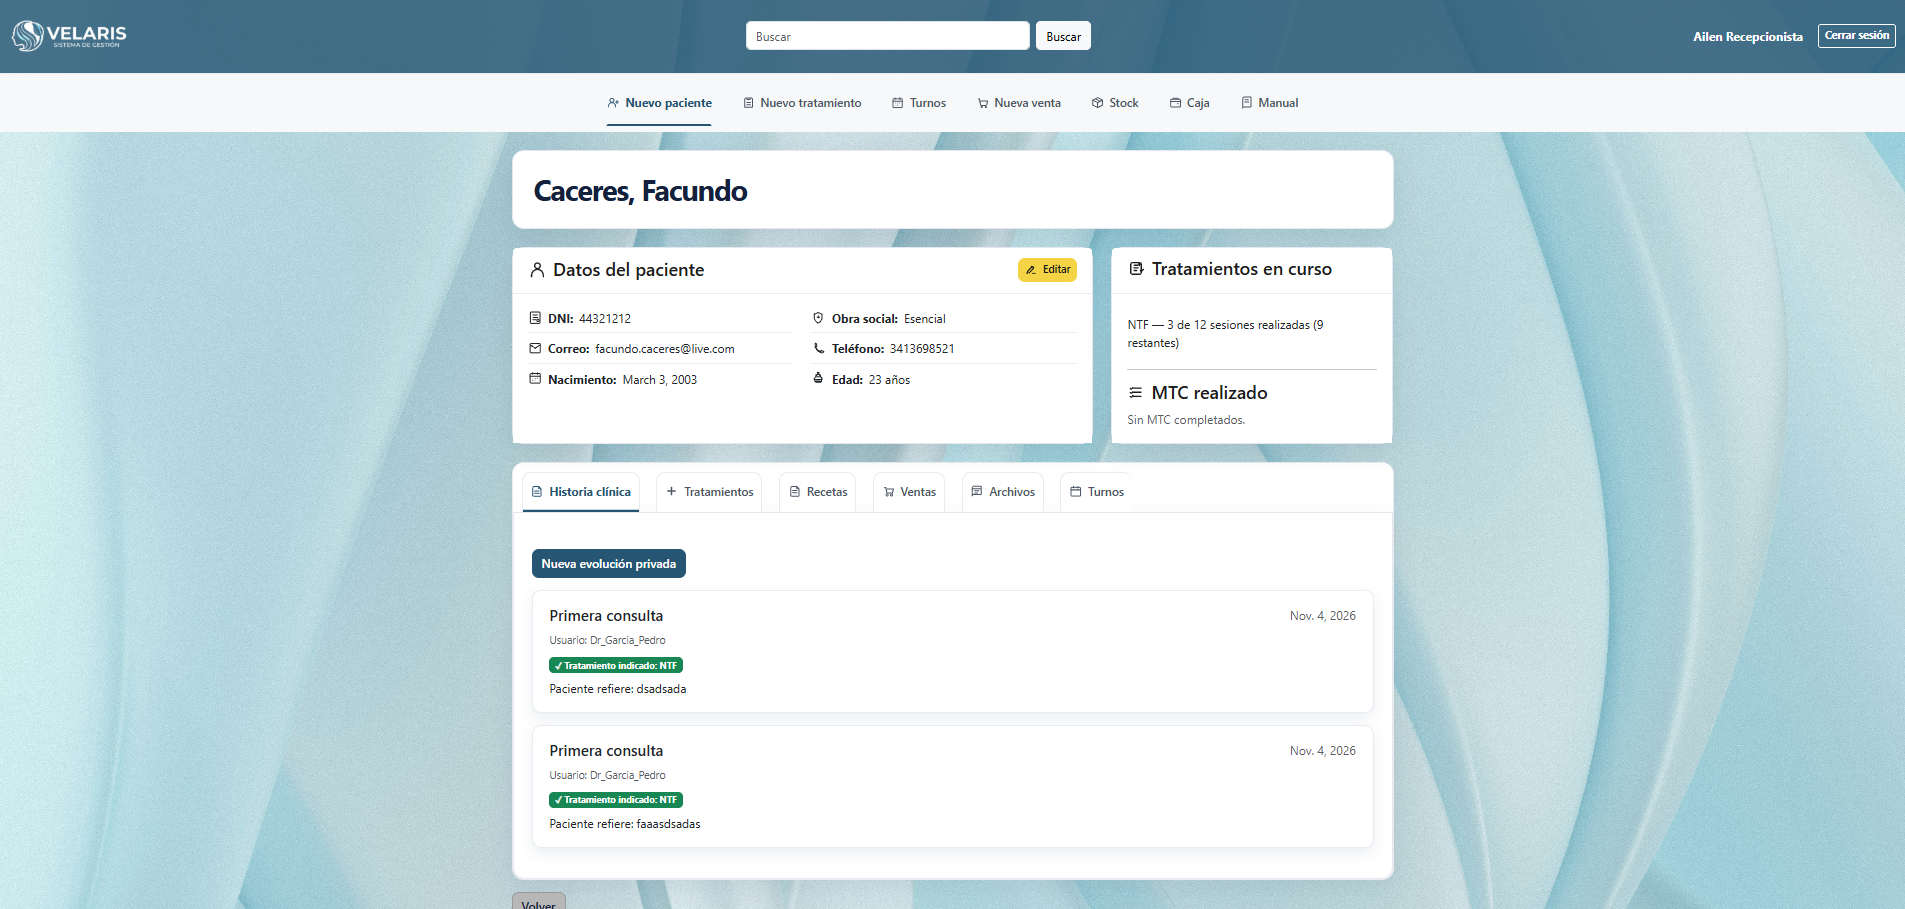 VELARIS
SISTEMA DE GESTIÓN
Buscar
Buscar
Ailen Recepcionista
Cerrar sesión
Nuevo paciente
Nuevo tratamiento
Turnos
Nueva venta
Stock
Caja
Manual
Caceres, Facundo
Datos del paciente
Editar
DNI: 44321212
Obra social: Esencial
Correo: facundo.caceres@live.com
Teléfono: 3413698521
Nacimiento: March 3, 2003
Edad: 23 años
Tratamientos en curso
NTF — 3 de 12 sesiones realizadas (9
restantes)
MTC realizado
Sin MTC completados.
Historia clínica
Tratamientos
Recetas
Ventas
Archivos
Turnos
Nueva evolución privada
Primera consulta
Nov. 4, 2026
Usuario: Dr_García_Pedro
✓ Tratamiento indicado: NTF
Paciente refiere: dsadsada
Primera consulta
Nov. 4, 2026
Usuario: Dr_García_Pedro
✓ Tratamiento indicado: NTF
Paciente refiere: faaasdsadas
Volver